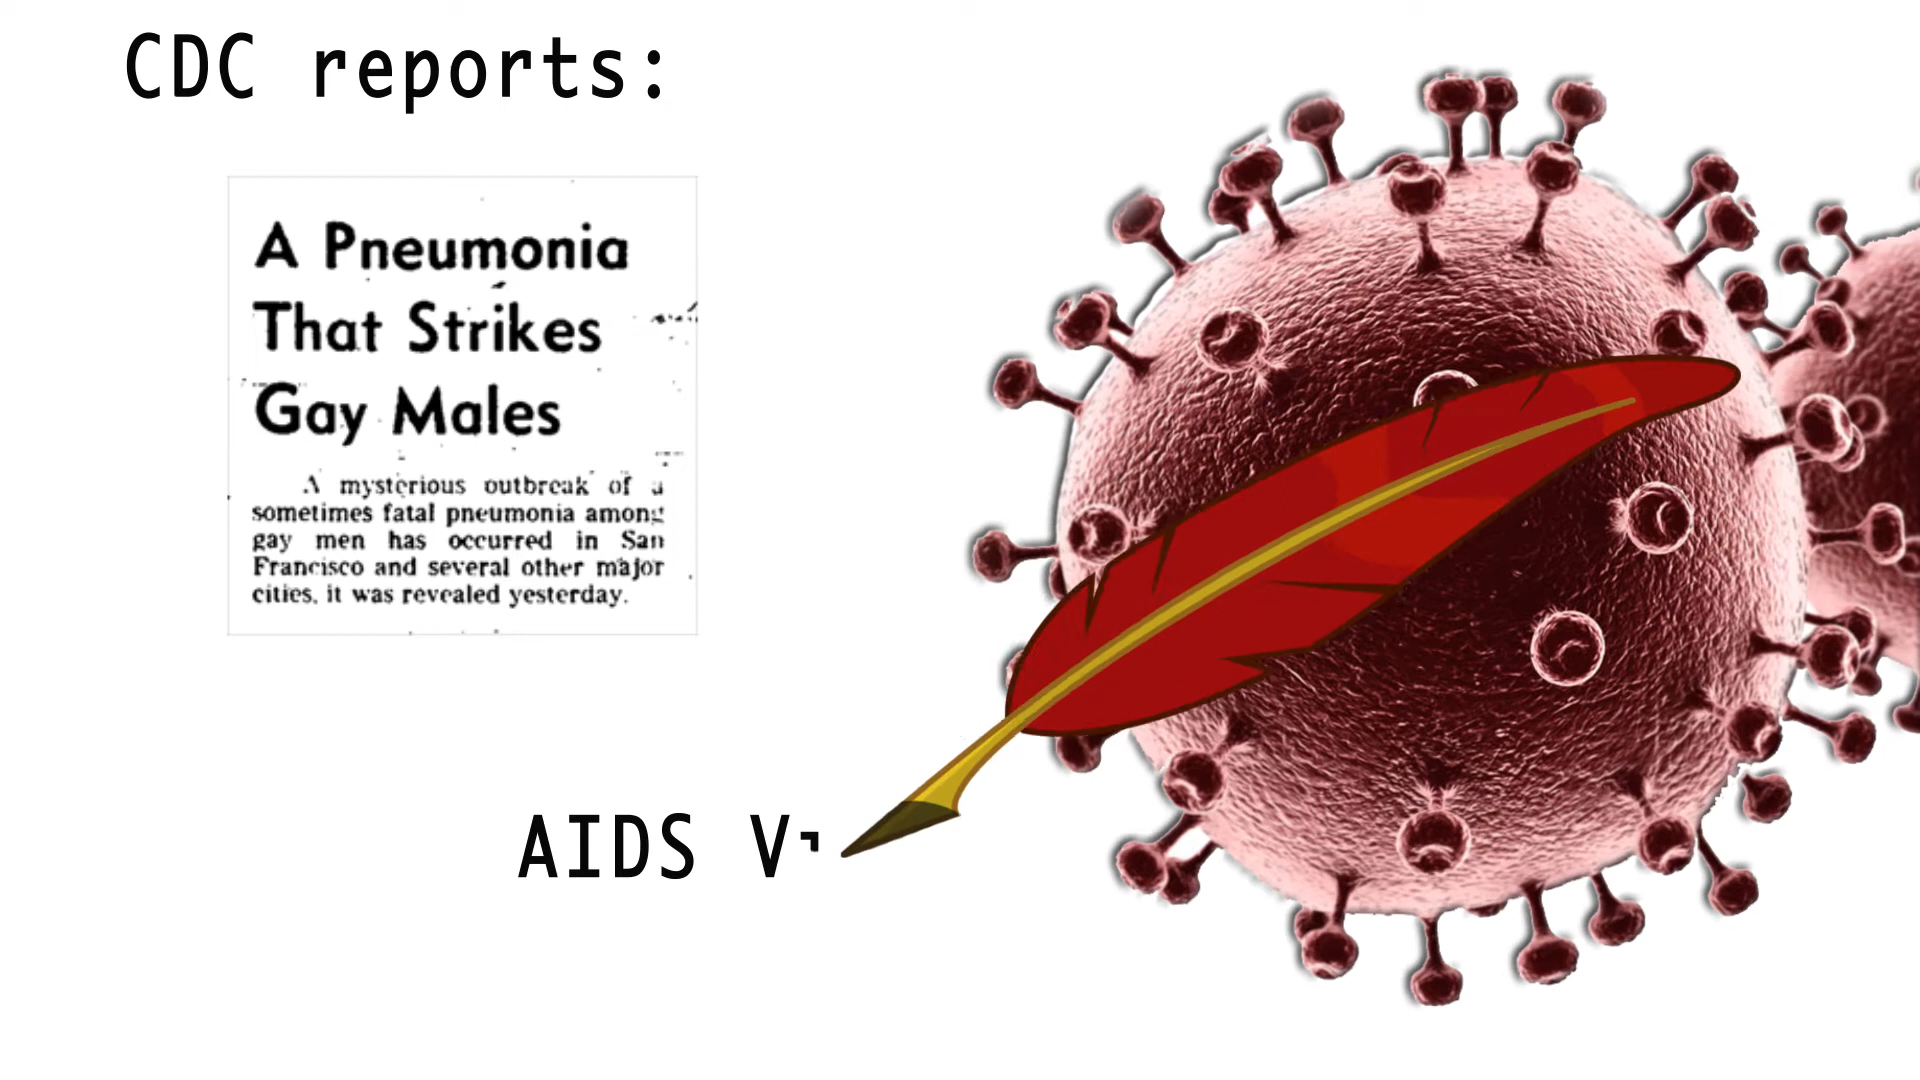 CDC reports:
A Pneumonia
That Strikes
Gay Males
A mysterious outbreak of a
sometimes fatal pneumonia among
gay men has occurred in San
Francisco and several other major
cities, it was revealed yesterday.
AIDS V